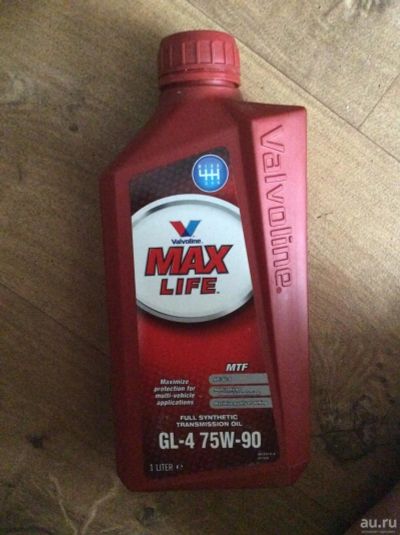 Valvoline.
Valvoline.
MAX
LIFE
MTF
Maximize
protection for
multi-vehicle
applications
FULL SYNTHETIC
TRANSMISSION OIL
GL-4 75W-90
1 LITER e
au.ru